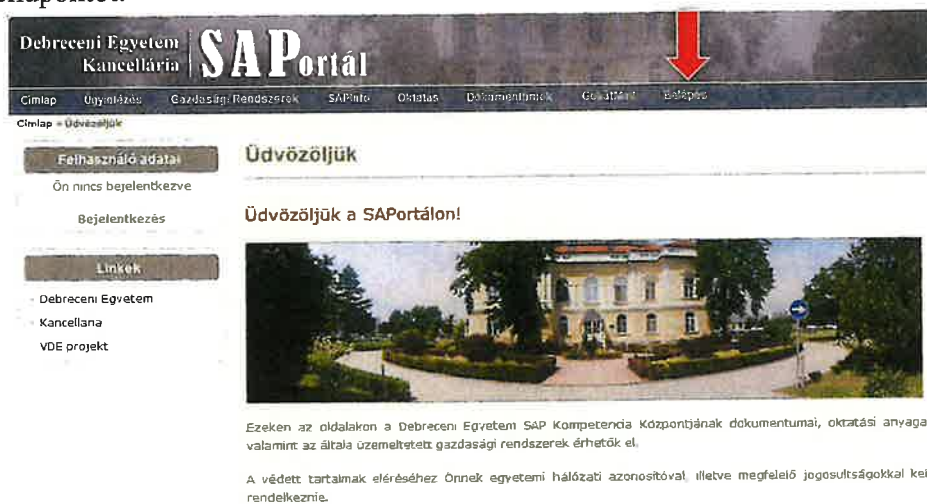 Debreceni Egyetem
Kancellária
SAPortál
Címlap Ügyintézés Gazdasági Rendszerek SAPInfo Oktatás Dokumentumok Belépés
Címlap » Üdvözöljük
Felhasználó adatai
Ön nincs bejelentkezve
Bejelentkezés
Linkek
Debreceni Egyetem
Kancellária
VDE projekt
Üdvözöljük
Üdvözöljük a SAPortálon!
Ezeken az oldalakon a Debreceni Egyetem SAP Kompetencia Központjának dokumentumai, oktatási anyaga
valamint az általa üzemeltetett gazdasági rendszerek érhetők el.
A védett tartalmak eléréséhez Önnek egyetemi hálózati azonosítóval, illetve megfelelő jogosultságokkal kel
rendelkeznie.